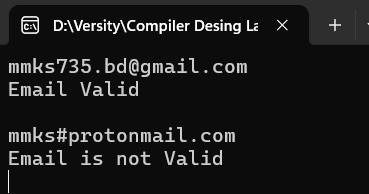 D:\Versity\Compiler Desing La
mmks735.bd@gmail.com
Email Valid
mmks#protonmail.com
Email is not Valid